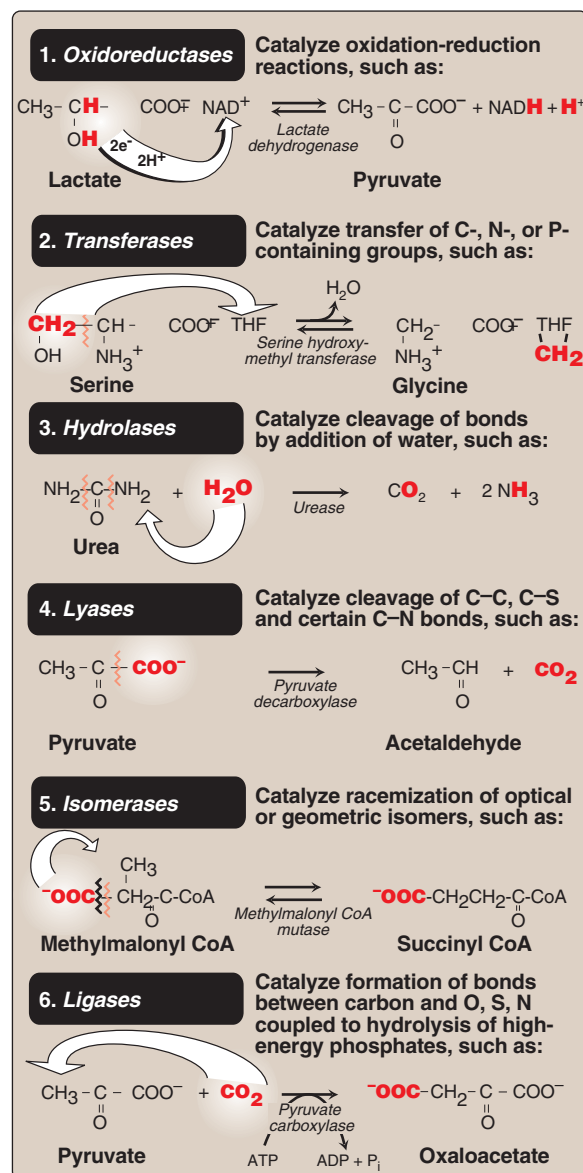 1. Oxidoreductases
Catalyze oxidation-reduction
reactions, such as:
CH₃-CH- COO⁻ NAD⁺ CH₃-C-COO⁻ + NADH + H⁺
OH 2e⁻ 2H⁺ O
Lactate
dehydrogenase
Lactate Pyruvate
2. Transferases
Catalyze transfer of C-, N-, or P-
containing groups, such as:
H₂O
CH₂-CH- COO⁻ THF CH₂- COO⁻ THF
OH NH₃⁺ NH₃⁺ CH₂
Serine hydroxy-
methyl transferase
Serine Glycine
3. Hydrolases
Catalyze cleavage of bonds
by addition of water, such as:
NH₂-C-NH₂ + H₂O CO₂ + 2 NH₃
O
Urease
Urea
4. Lyases
Catalyze cleavage of C–C, C–S
and certain C–N bonds, such as:
CH₃-C-COO⁻ CH₃-CH + CO₂
O O
Pyruvate
decarboxylase
Pyruvate Acetaldehyde
5. Isomerases
Catalyze racemization of optical
or geometric isomers, such as:
CH₃
⁻OOC-CH₂-C-CoA ⁻OOC-CH₂CH₂C-CoA
O O
Methylmalonyl CoA
mutase
Methylmalonyl CoA Succinyl CoA
6. Ligases
Catalyze formation of bonds
between carbon and O, S, N
coupled to hydrolysis of high-
energy phosphates, such as:
CH₃-C-COO⁻ + CO₂ ⁻OOC-CH₂-C-COO⁻
O O
Pyruvate
carboxylase
Pyruvate Oxaloacetate
ATP ADP + Pᵢ